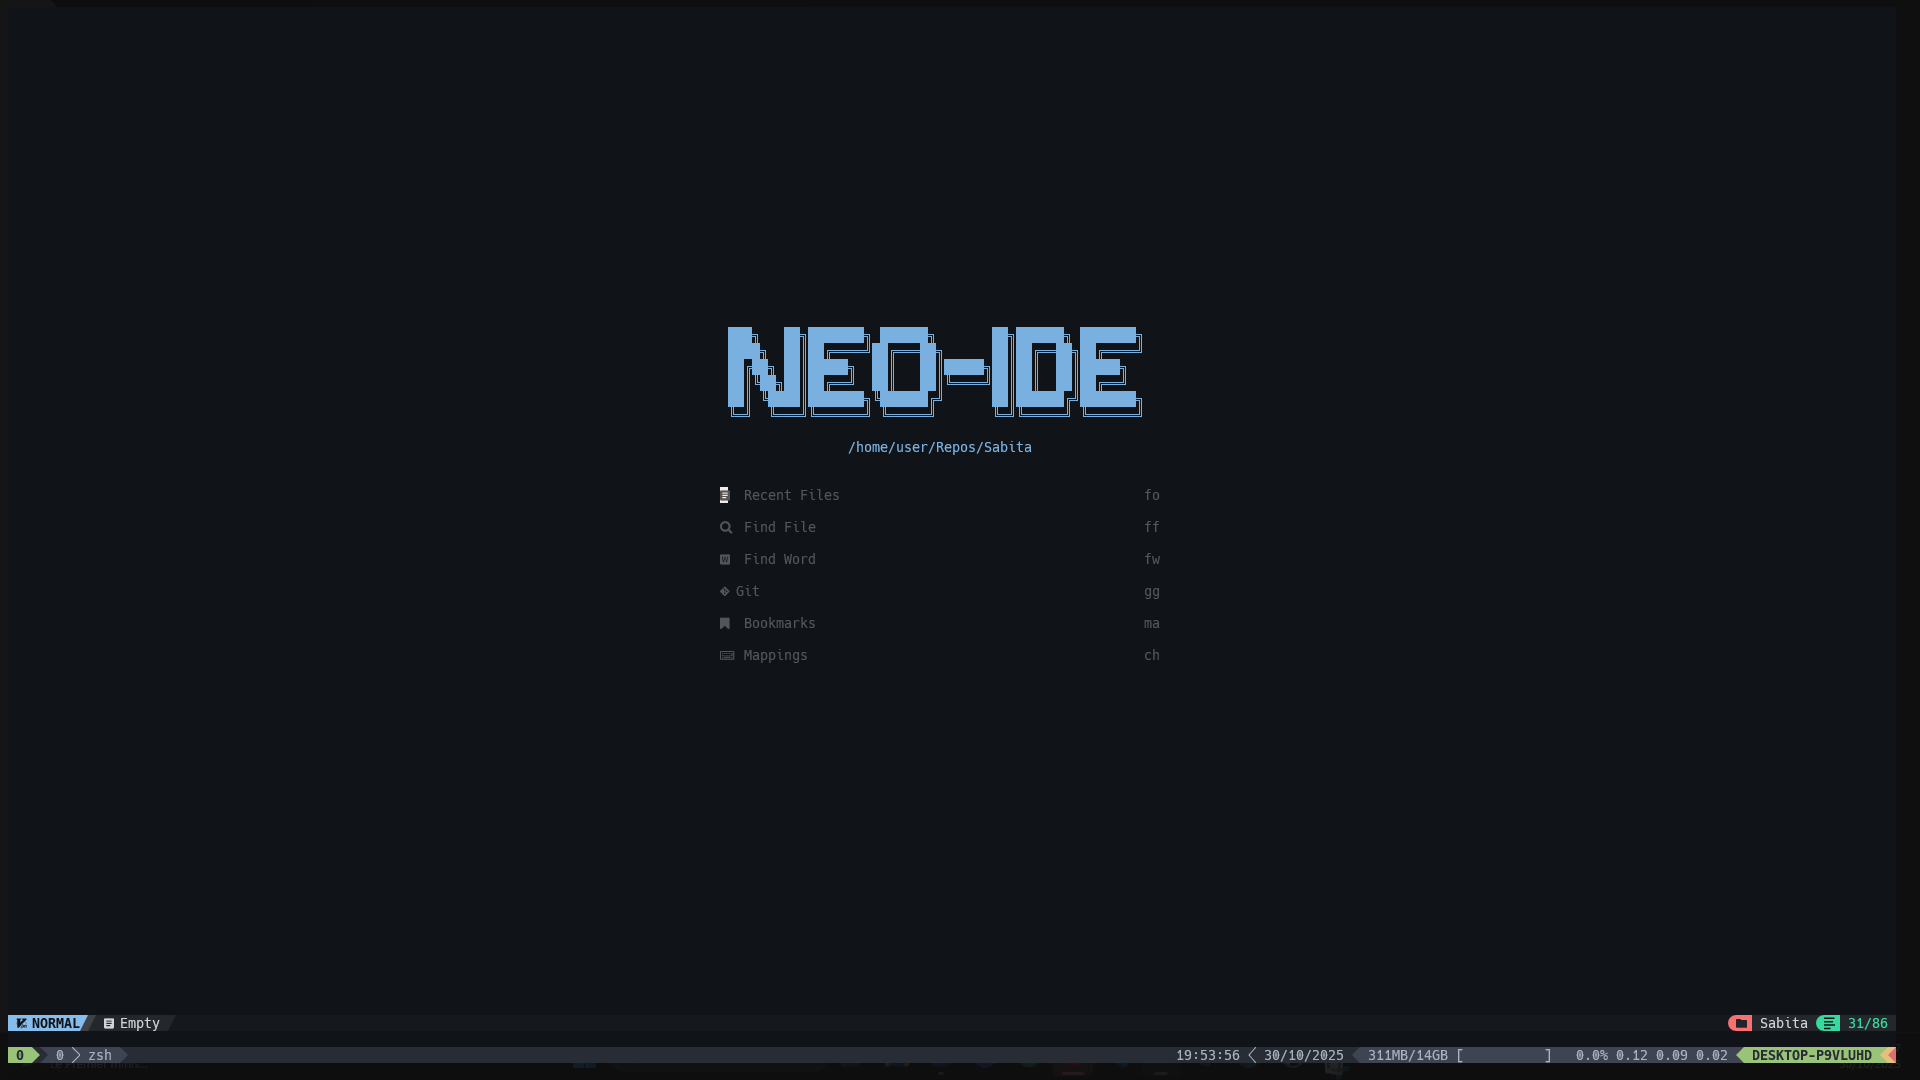 NEO-IDE
/home/user/Repos/Sabita
Recent Files fo
Find File ff
Find Word fw
Git gg
Bookmarks ma
Mappings ch
NORMAL Empty Sabita 31/86
0 0 zsh 19:53:56 30/10/2025 311MB/14GB [ ] 0.0% 0.12 0.09 0.02 DESKTOP-P9VLUHD